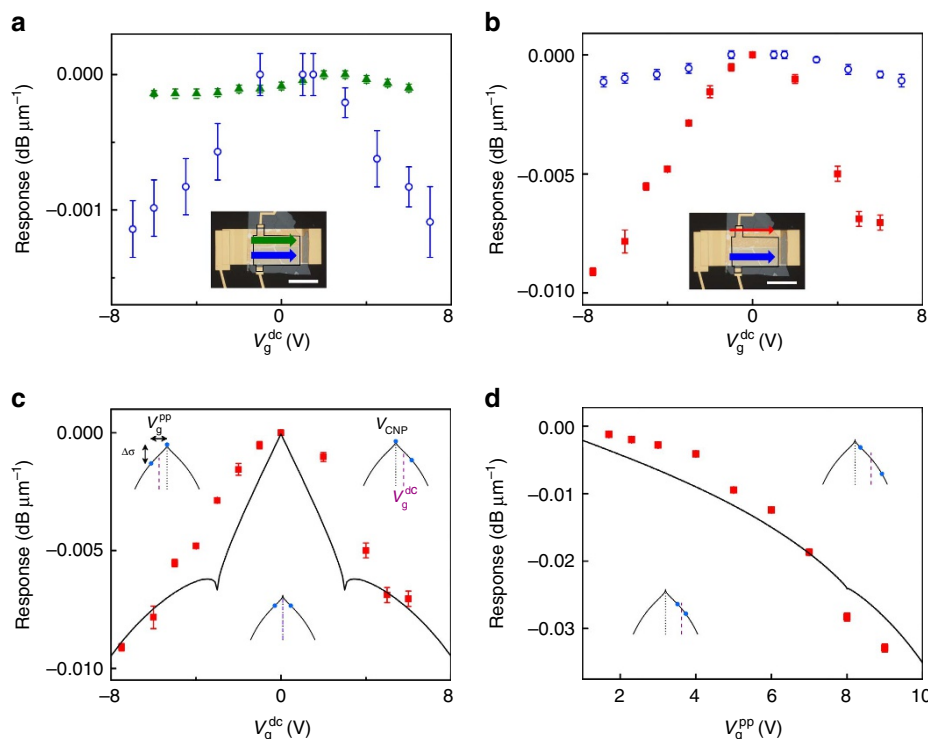 a
0.000
−0.001
Response (dB μm⁻¹)
−8
0
8
V_g^dc (V)
b
0.000
−0.005
−0.010
Response (dB μm⁻¹)
−8
0
8
V_g^dc (V)
c
0.000
−0.005
−0.010
Response (dB μm⁻¹)
V_g^pp
Δσ
V_CNP
V_g^dc
−8
0
8
V_g^dc (V)
d
−0.00
−0.01
−0.02
−0.03
Response (dB μm⁻¹)
2
4
6
8
10
V_g^pp (V)